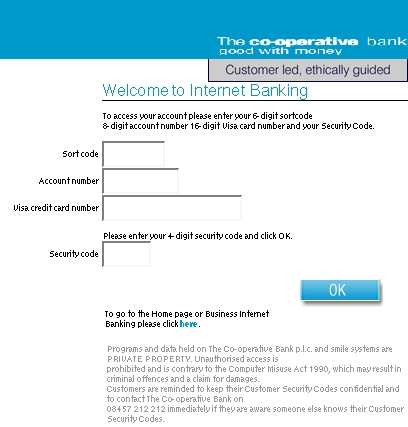 The co-operative bank
good with money
Customer led, ethically guided
Welcome to Internet Banking
To access your account please enter your 6- digit sortcode
8- digit account number 16- digit Visa card number and your Security Code.
Sort code
Account number
Visa credit card number
Please enter your 4- digit security code and click OK.
Security code
OK
To go to the Home page or Business Internet
Banking please click here.
Programs and data held on The Co-operative Bank p.l.c. and smile systems are
PRIVATE PROPERTY. Unauthorised access is
prohibited and is contrary to the Computer Misuse Act 1990, which may result in
criminal offences and a claim for damages.
Customers are reminded to keep their Customer Security Codes confidential and
to contact The Co-operative Bank on
08457 212 212 immediately if they are aware someone else knows their Customer
Security Codes.